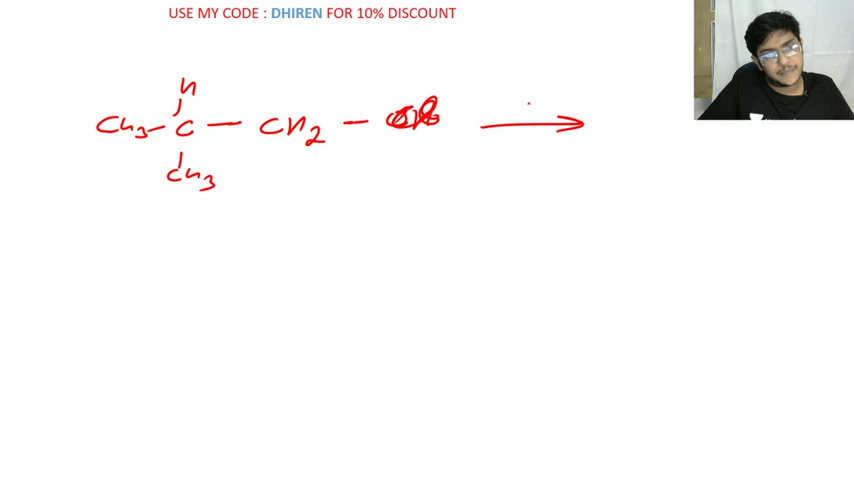 USE MY CODE : DHIREN FOR 10% DISCOUNT
H
CH3 - C - CH2 -
CH3